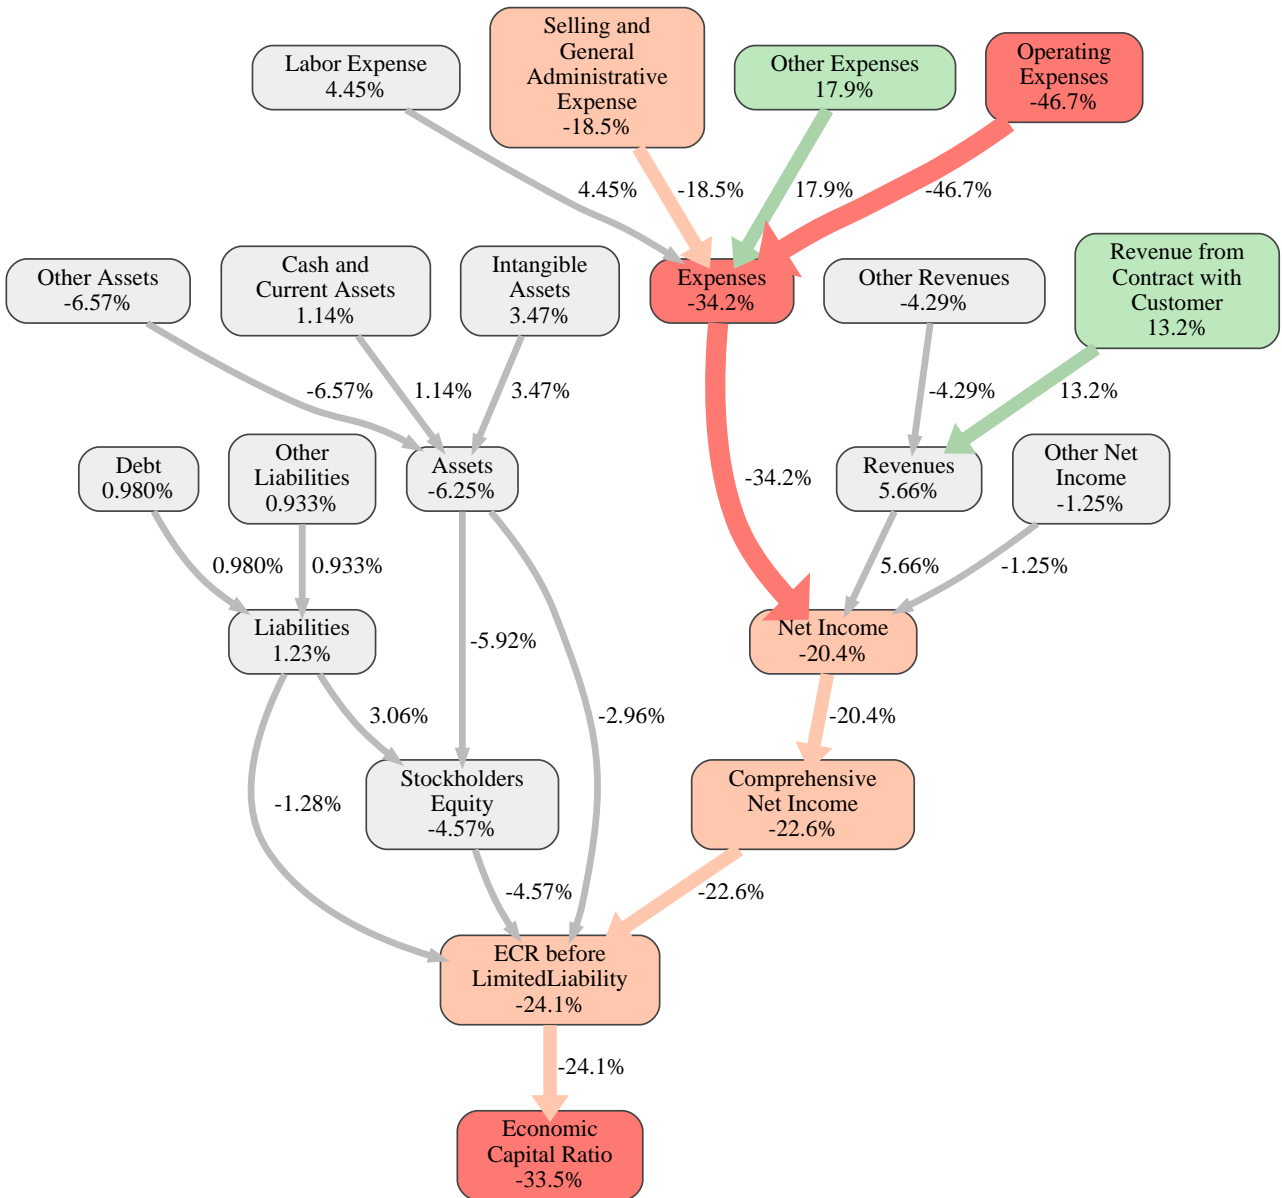 Labor Expense
4.45%
Selling and
General
Administrative
Expense
-18.5%
Other Expenses
17.9%
Operating
Expenses
-46.7%
4.45%
-18.5%
17.9%
-46.7%
Other Assets
-6.57%
Cash and
Current Assets
1.14%
Intangible
Assets
3.47%
Expenses
-34.2%
Other Revenues
-4.29%
Revenue from
Contract with
Customer
13.2%
-6.57%
1.14%
3.47%
-34.2%
-4.29%
13.2%
Debt
0.980%
Other
Liabilities
0.933%
Assets
-6.25%
Revenues
5.66%
Other Net
Income
-1.25%
0.980%
0.933%
5.66%
-1.25%
Liabilities
1.23%
-5.92%
Net Income
-20.4%
3.06%
-2.96%
-20.4%
-1.28%
Stockholders
Equity
-4.57%
Comprehensive
Net Income
-22.6%
-4.57%
-22.6%
ECR before
LimitedLiability
-24.1%
-24.1%
Economic
Capital Ratio
-33.5%